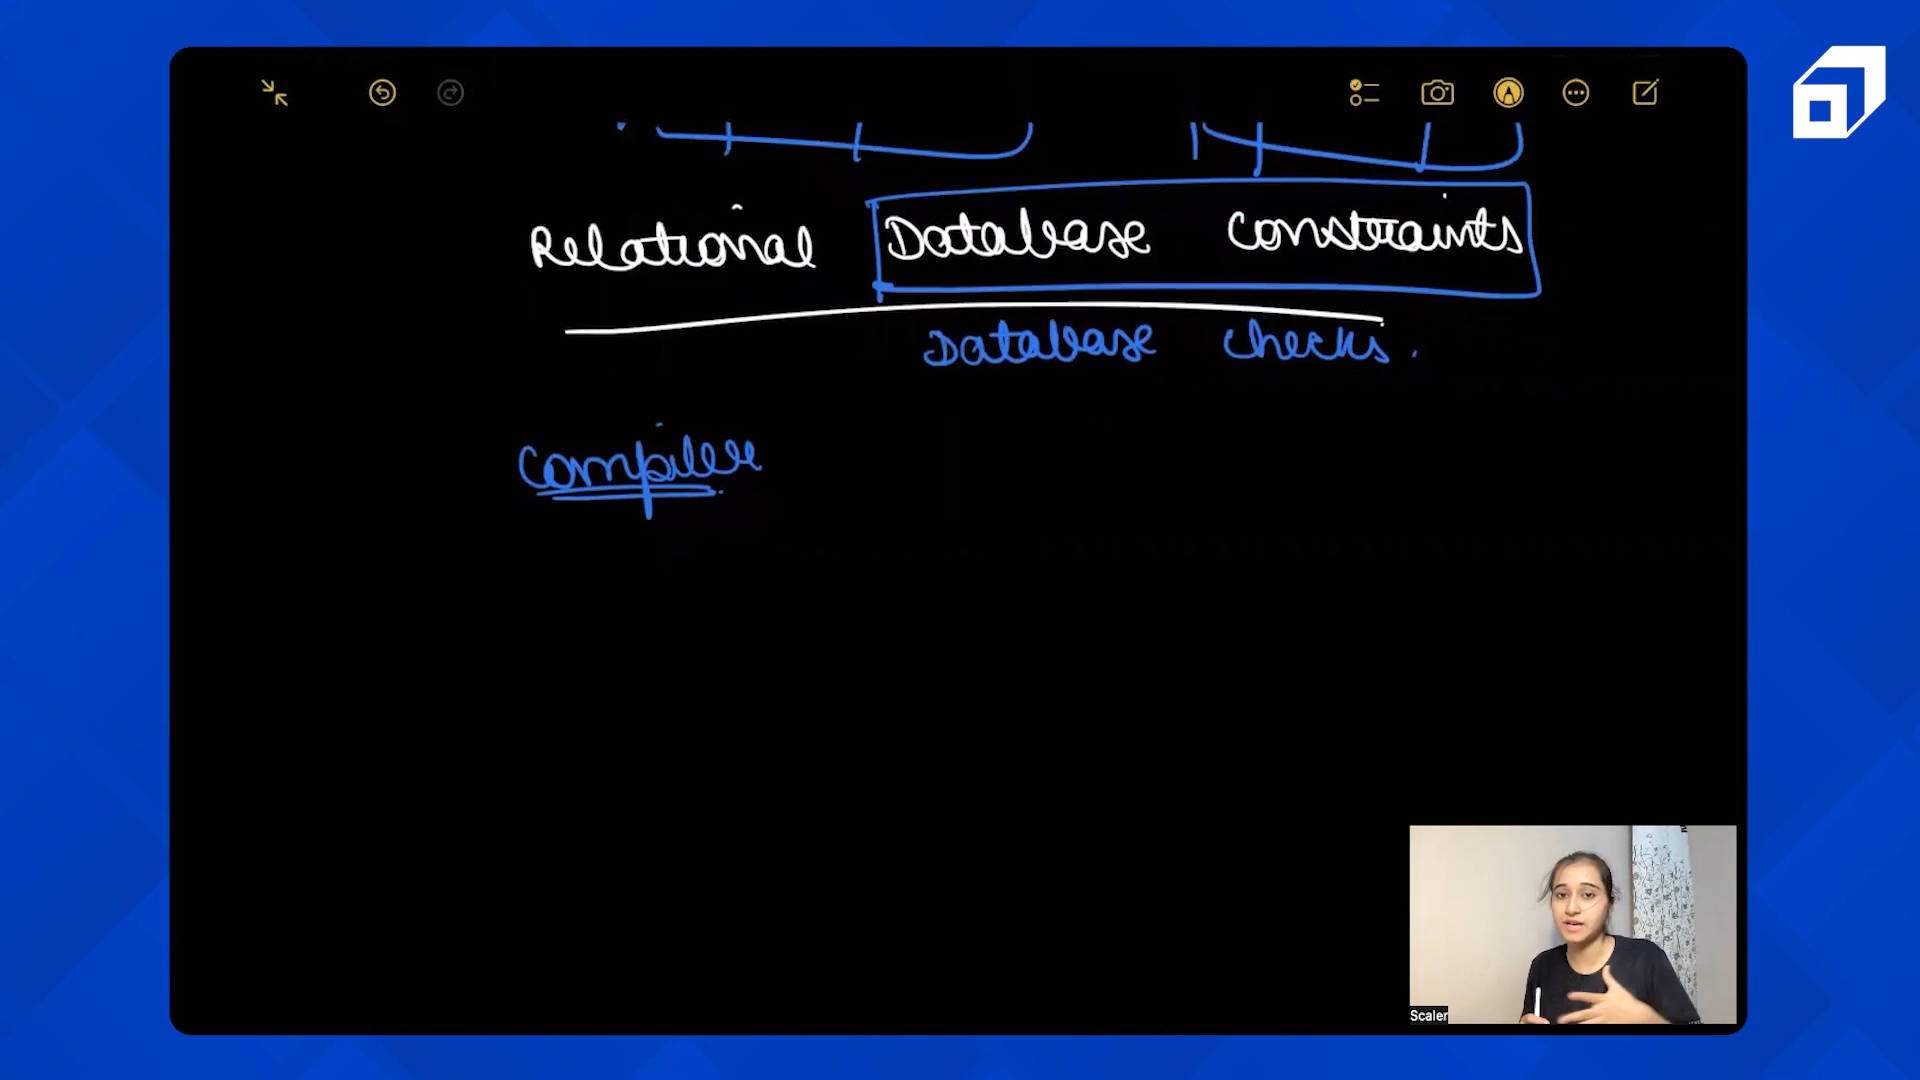 Relational Database Constraints
Database checks.
compiler
Scaler